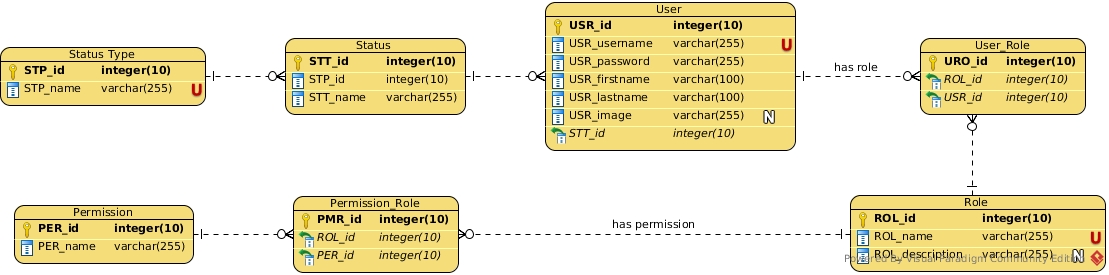 Status Type
STP_id integer(10)
STP_name varchar(255) U
Status
STT_id integer(10)
STP_id integer(10)
STT_name varchar(255)
User
USR_id integer(10)
USR_username varchar(255) U
USR_password varchar(255)
USR_firstname varchar(100)
USR_lastname varchar(100)
USR_image varchar(255) N
STT_id integer(10)
has role
User_Role
URO_id integer(10)
ROL_id integer(10)
USR_id integer(10)
Permission
PER_id integer(10)
PER_name varchar(255)
Permission_Role
PMR_id integer(10)
ROL_id integer(10)
PER_id integer(10)
has permission
Role
ROL_id integer(10)
ROL_name varchar(255) U
ROL_description varchar(255) N
Powered By Visual Paradigm Community Edition